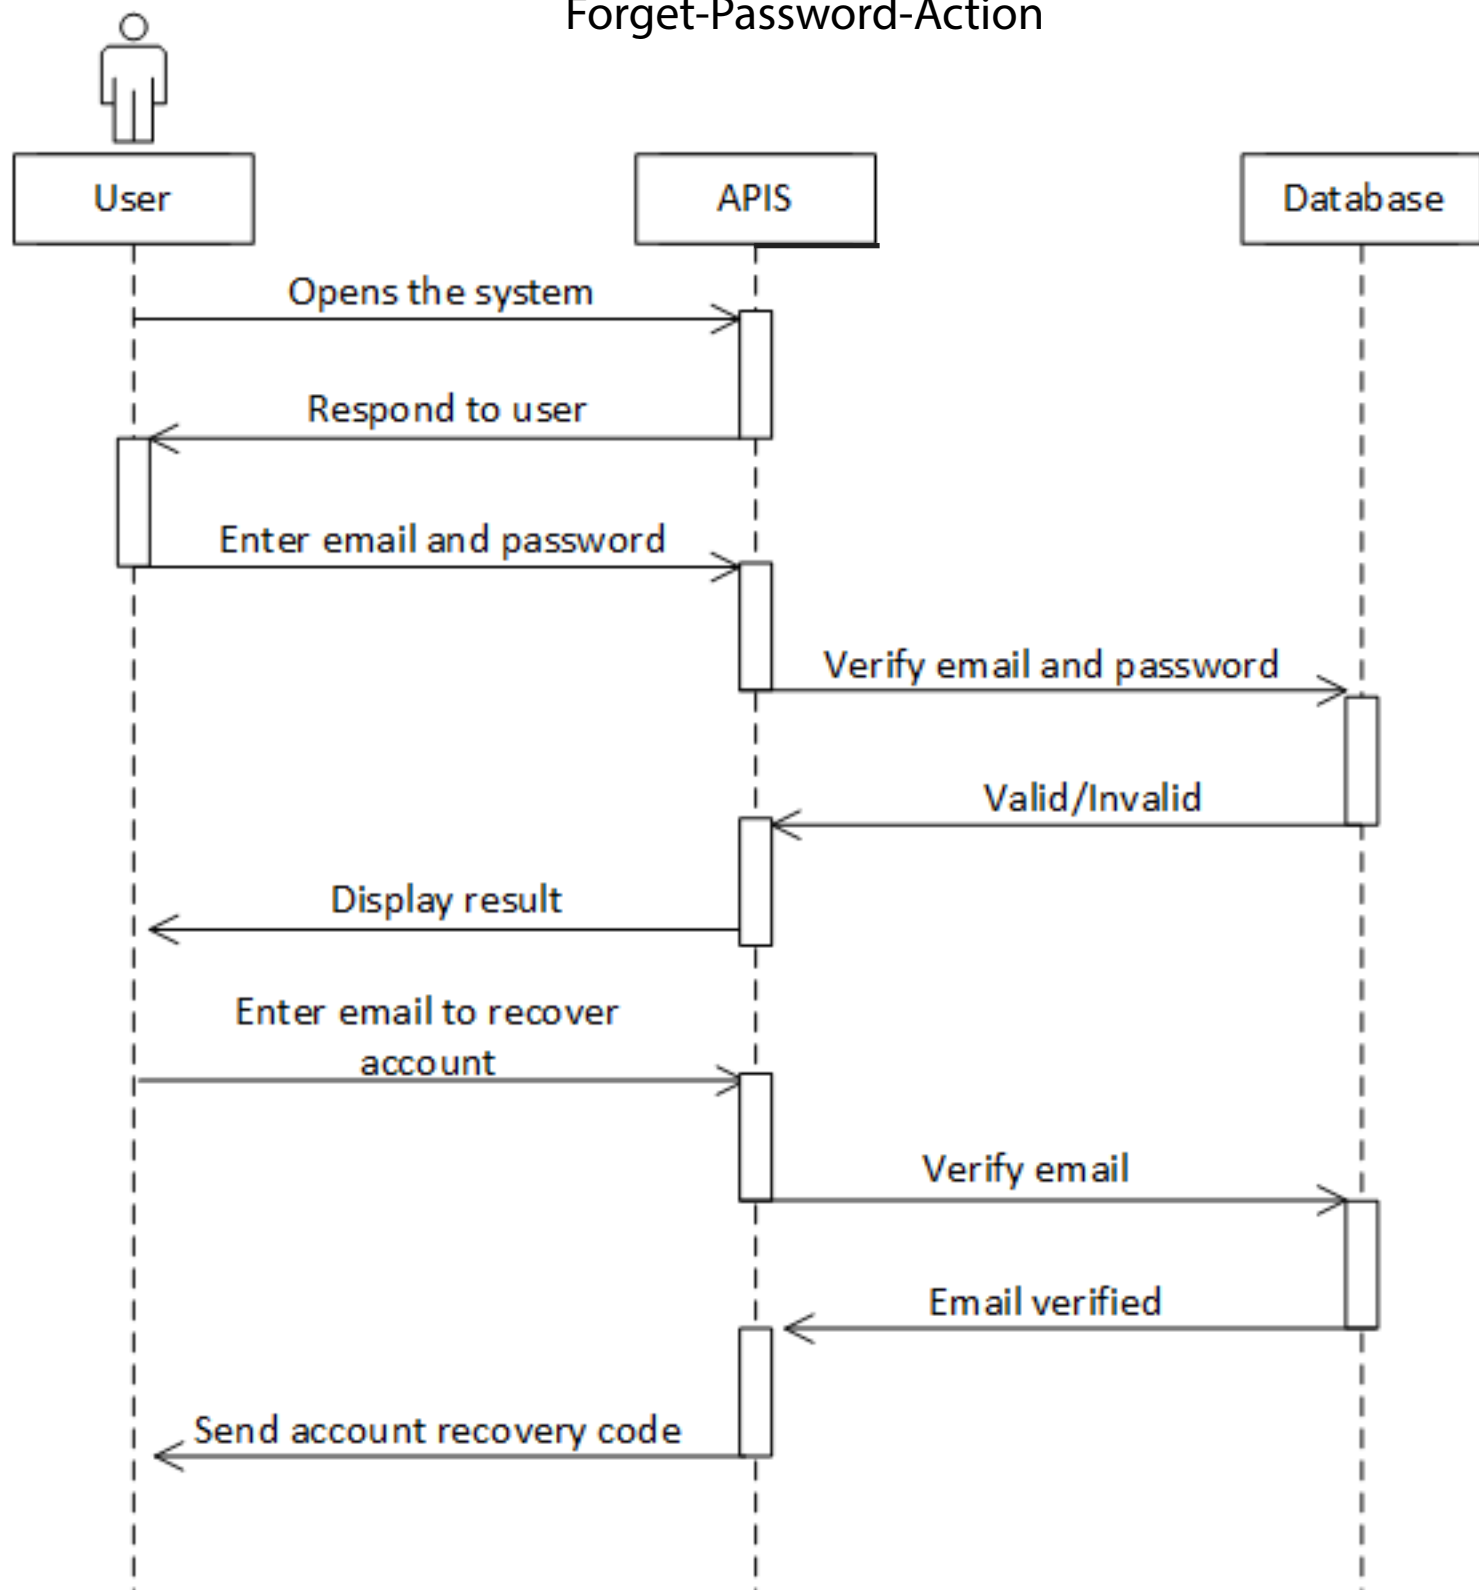 Forget-Password-Action
User
APIS
Database
Opens the system
Respond to user
Enter email and password
Verify email and password
Valid/Invalid
Display result
Enter email to recover
account
Verify email
Email verified
Send account recovery code